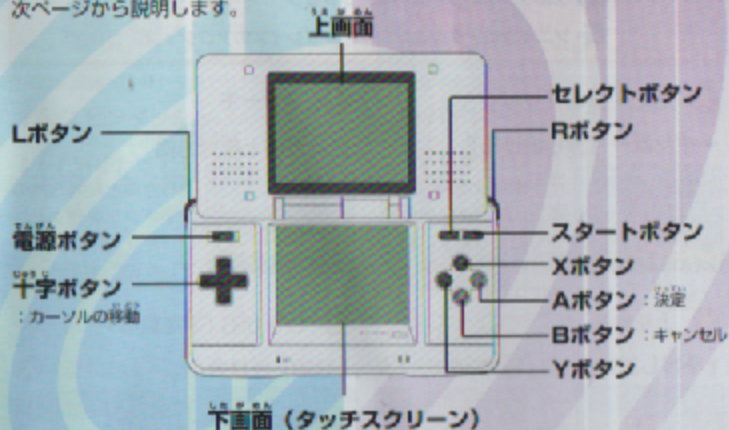 次ページから説明します。
上画面
セレクトボタン
Lボタン
Rボタン
電源ボタン
スタートボタン
Xボタン
十字ボタン
:カーソルの移動
Aボタン:決定
Bボタン:キャンセル
Yボタン
下画面(タッチスクリーン)